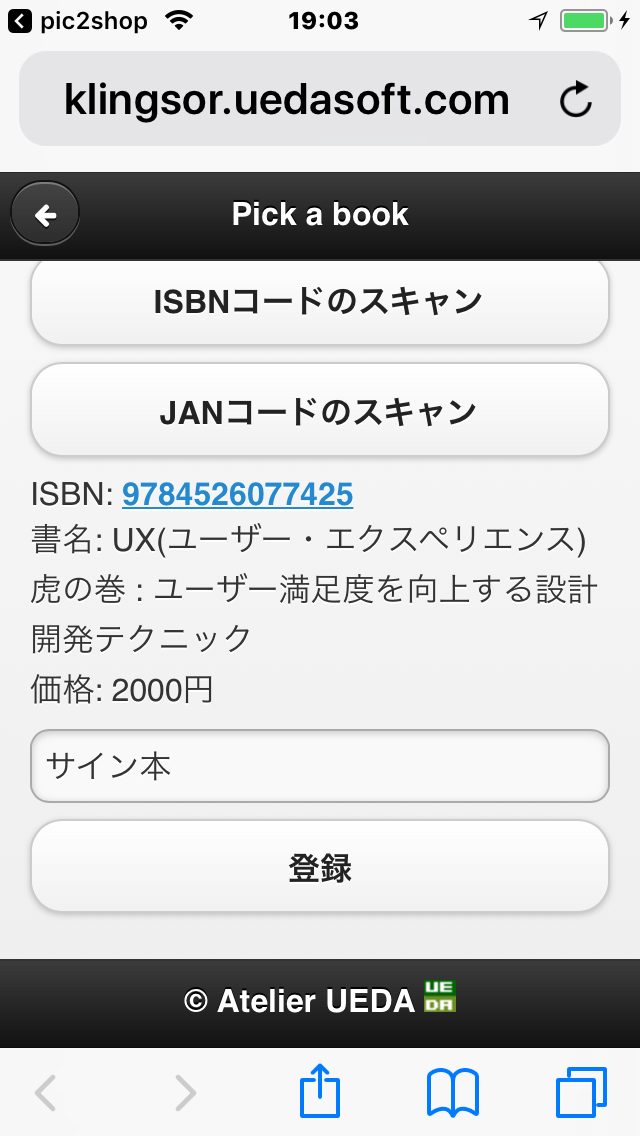 pic2shop
19:03
klingsor.uedasoft.com
Pick a book
ISBNコードのスキャン
JANコードのスキャン
ISBN: 9784526077425
書名: UX(ユーザー・エクスペリエンス)
虎の巻 : ユーザー満足度を向上する設計
開発テクニック
価格: 2000円
サイン本
登録
© Atelier UEDA UE
DA